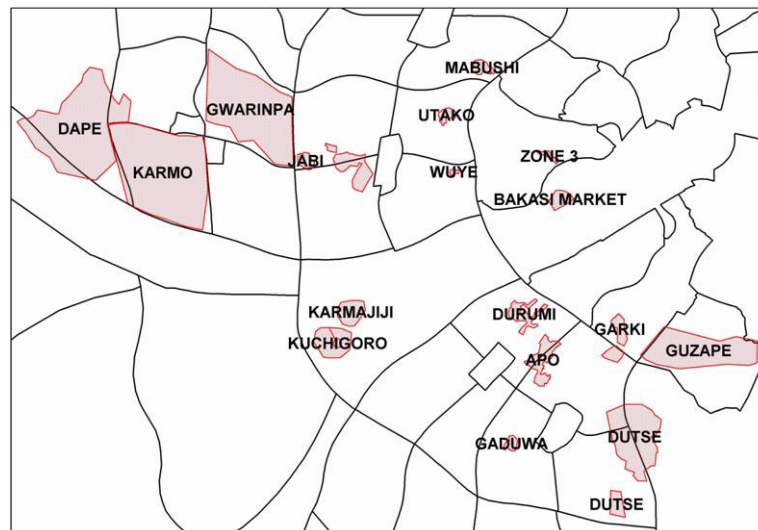 MABUSHI
GWARINPA
UTAKO
DAPE
JABI
ZONE 3
KARMO
WUYE
BAKASI MARKET
KARMAJIJI
DURUMI
KUCHIGORO
GARKI
GUZAPE
APO
DUTSE
GADUWA
DUTSE